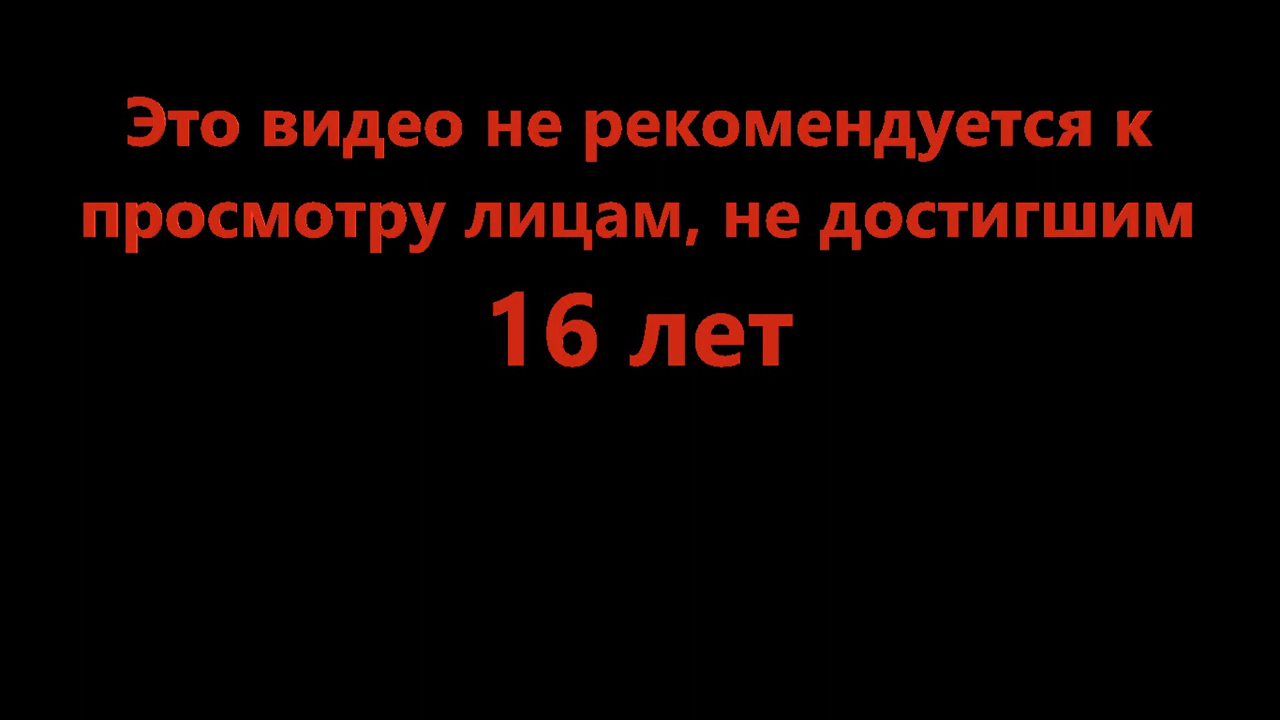 Это видео не рекомендуется к
просмотру лицам, не достигшим
16 лет